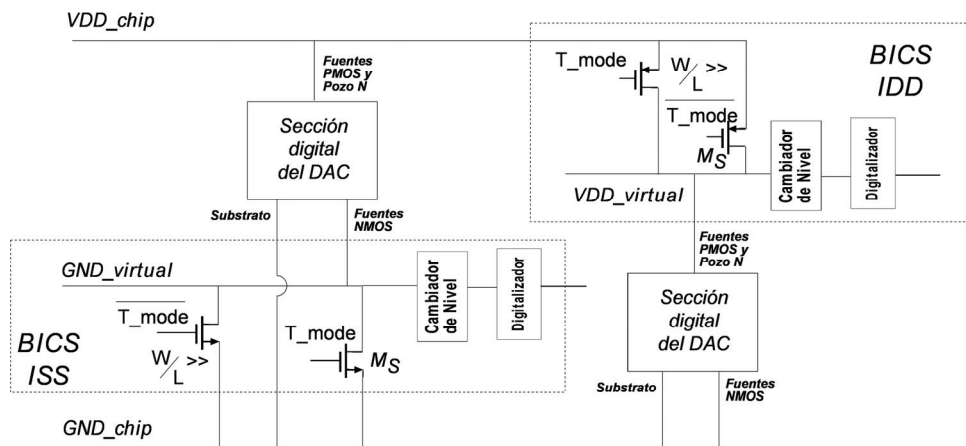 VDD_chip
Fuentes
PMOS y
Pozo N
Sección
digital
del DAC
Substrato
Fuentes
NMOS
GND_virtual
T_mode
W/L >>
BICS
ISS
T_mode
MS
Cambiador
de Nivel
Digitalizador
GND_chip
BICS
IDD
T_mode
W/L >>
T_mode
MS
Cambiador
de Nivel
Digitalizador
VDD_virtual
Fuentes
PMOS y
Pozo N
Sección
digital
del DAC
Substrato
Fuentes
NMOS